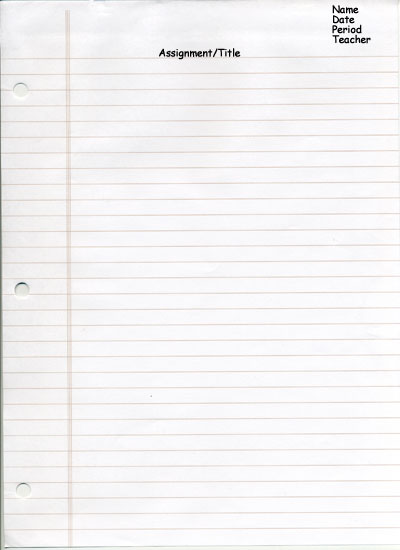 Name
Date
Period
Teacher
Assignment/Title